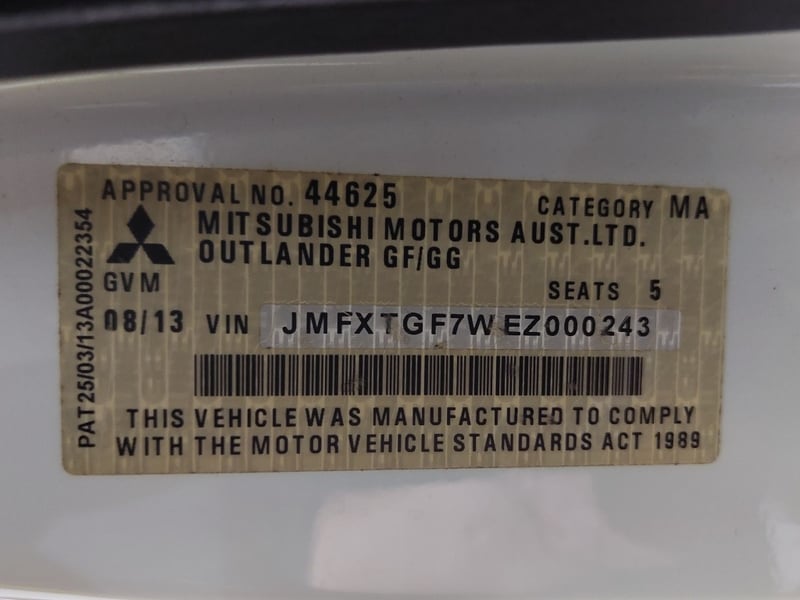 APPROVAL NO. 44625 CATEGORY MA
MITSUBISHI MOTORS AUST.LTD.
OUTLANDER GF/GG
GVM SEATS 5
08/13 VIN JMFXTGF7WEZ000243
THIS VEHICLE WAS MANUFACTURED TO COMPLY
WITH THE MOTOR VEHICLE STANDARDS ACT 1989
PAT25/03/13A00022354